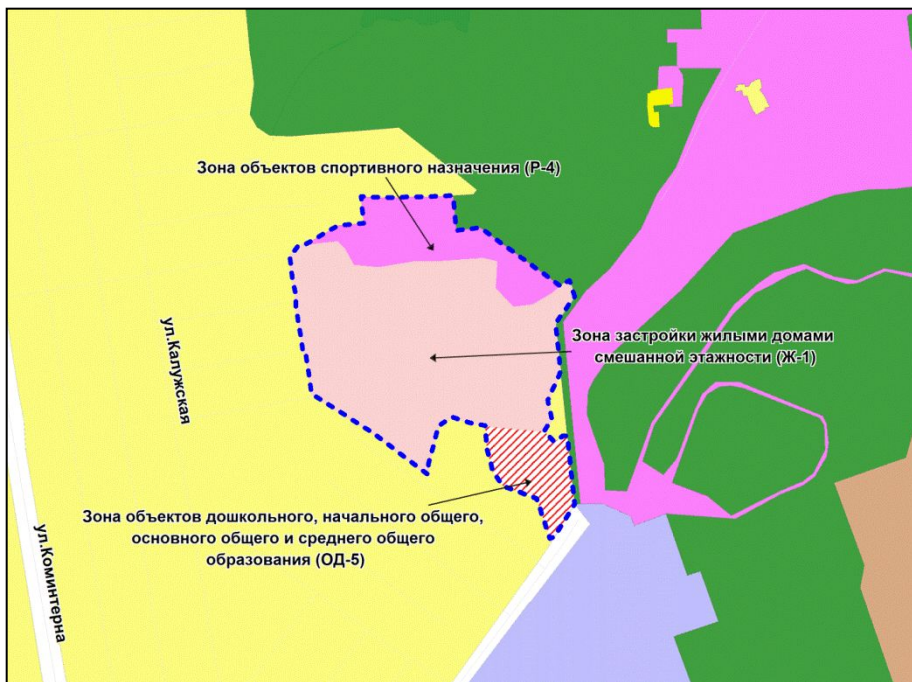 Зона объектов спортивного назначения (Р-4)
ул.Калужская
Зона застройки жилыми домами
смешанной этажности (Ж-1)
Зона объектов дошкольного, начального общего,
основного общего и среднего общего
образования (ОД-5)
ул.Коминтерна